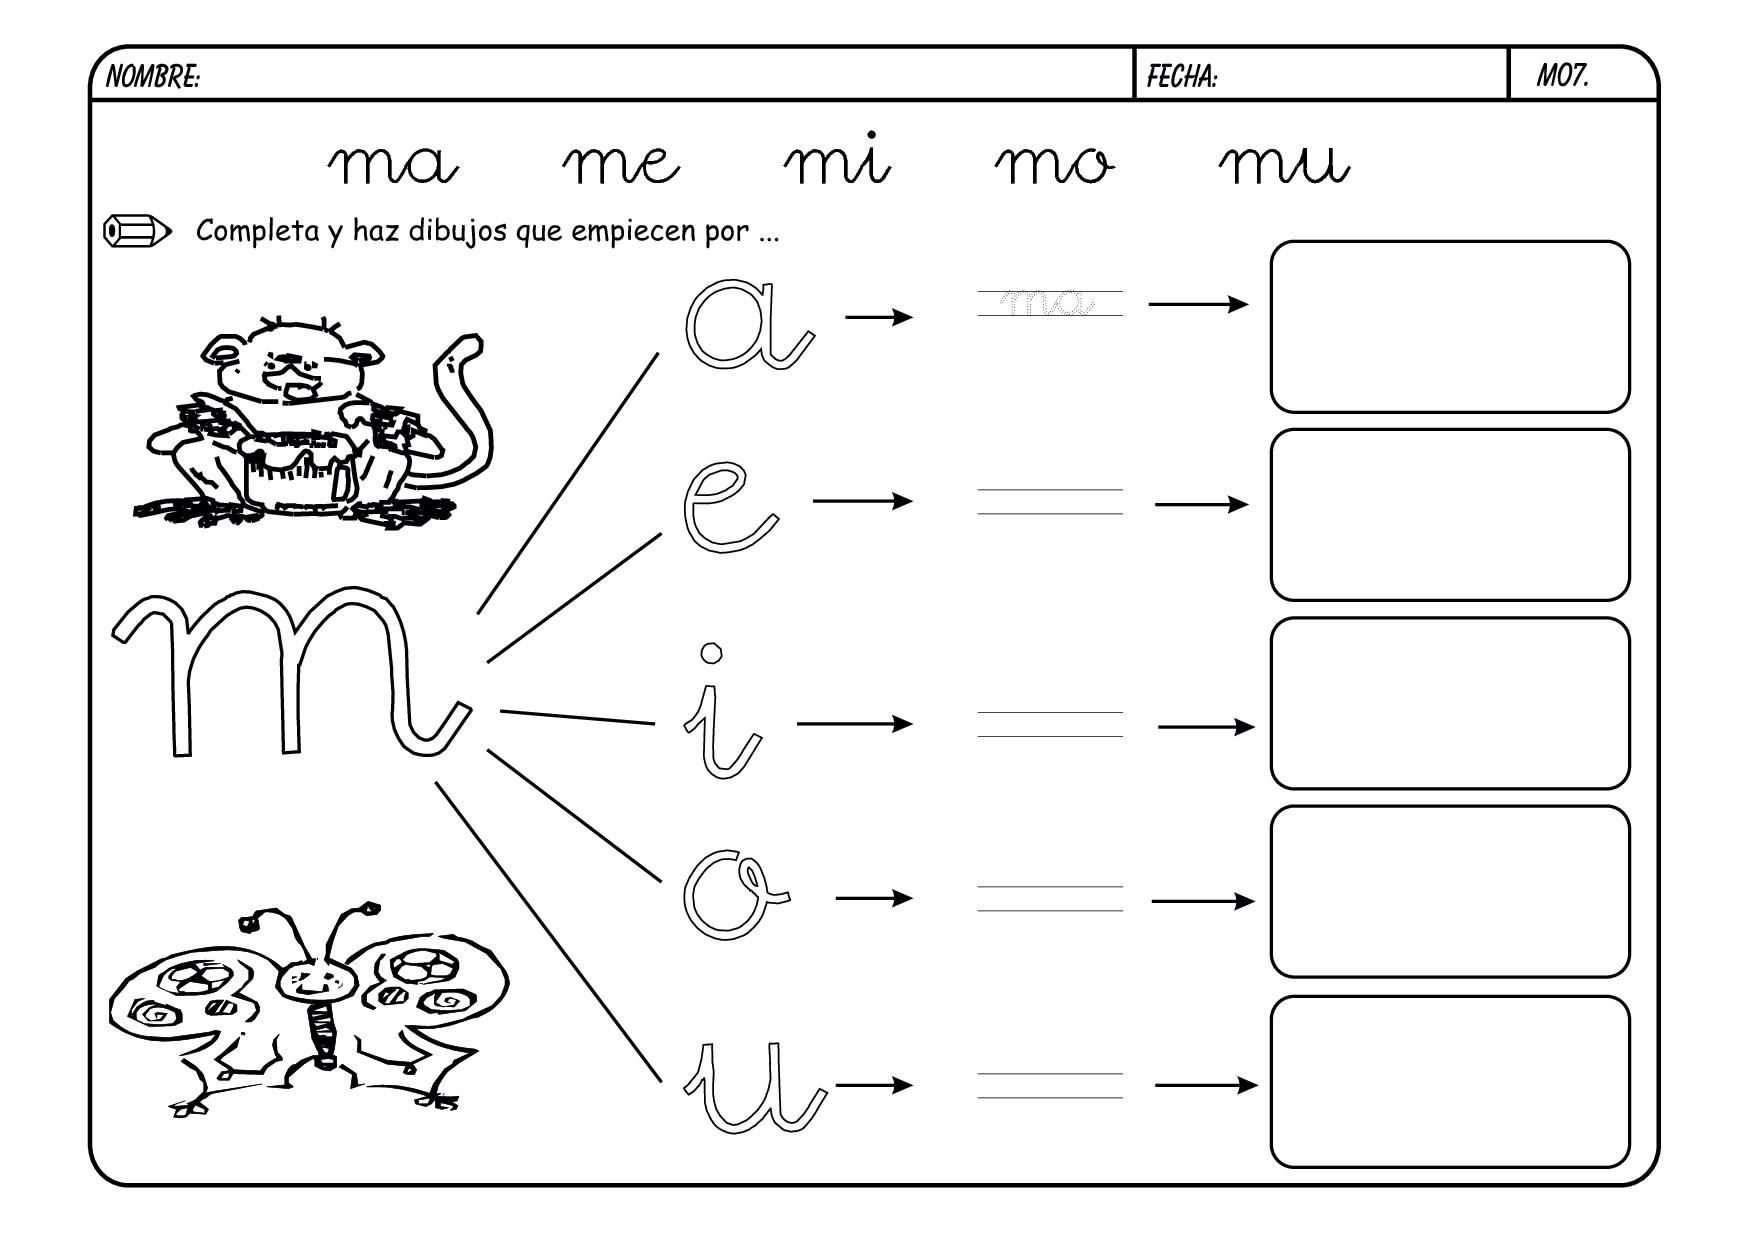 NOMBRE: FECHA: M07.
ma me mi mo mu
Completa y haz dibujos que empiecen por ...
a ma
e
m
i
o
u